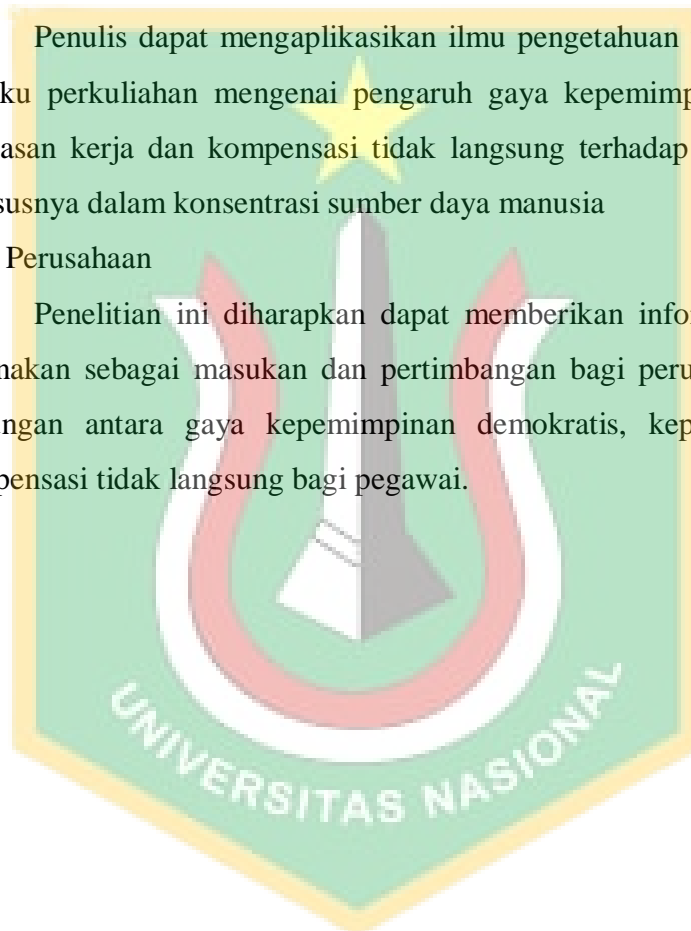 Penulis dapat mengaplikasikan ilmu pengetahuan
ku perkuliahan mengenai pengaruh gaya kepemimp
asan kerja dan kompensasi tidak langsung terhadap
susnya dalam konsentrasi sumber daya manusia
Perusahaan
Penelitian ini diharapkan dapat memberikan info
nakan sebagai masukan dan pertimbangan bagi peru
ngan antara gaya kepemimpinan demokratis, kep
pensasi tidak langsung bagi pegawai.
UNIVERSITAS NASIONAL